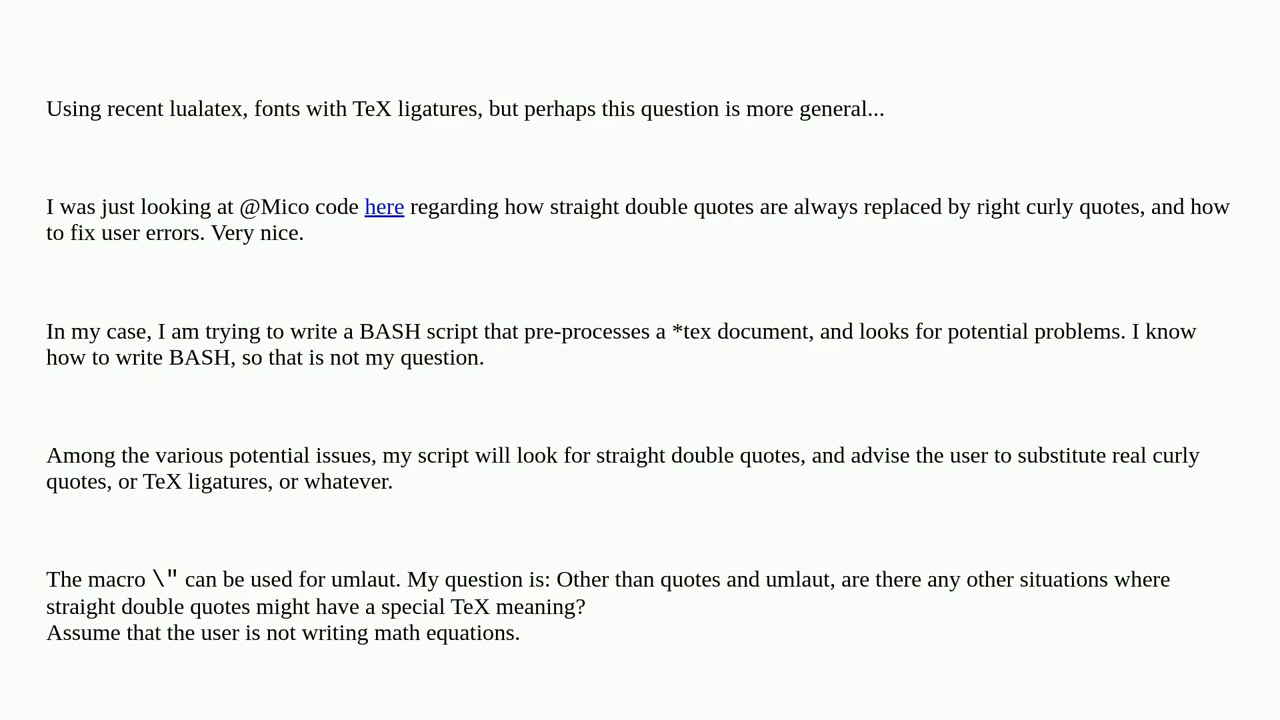 Using recent lualatex, fonts with TeX ligatures, but perhaps this question is more general...
I was just looking at @Mico code here regarding how straight double quotes are always replaced by right curly quotes, and how
to fix user errors. Very nice.
In my case, I am trying to write a BASH script that pre-processes a *tex document, and looks for potential problems. I know
how to write BASH, so that is not my question.
Among the various potential issues, my script will look for straight double quotes, and advise the user to substitute real curly
quotes, or TeX ligatures, or whatever.
The macro \" can be used for umlaut. My question is: Other than quotes and umlaut, are there any other situations where
straight double quotes might have a special TeX meaning?
Assume that the user is not writing math equations.